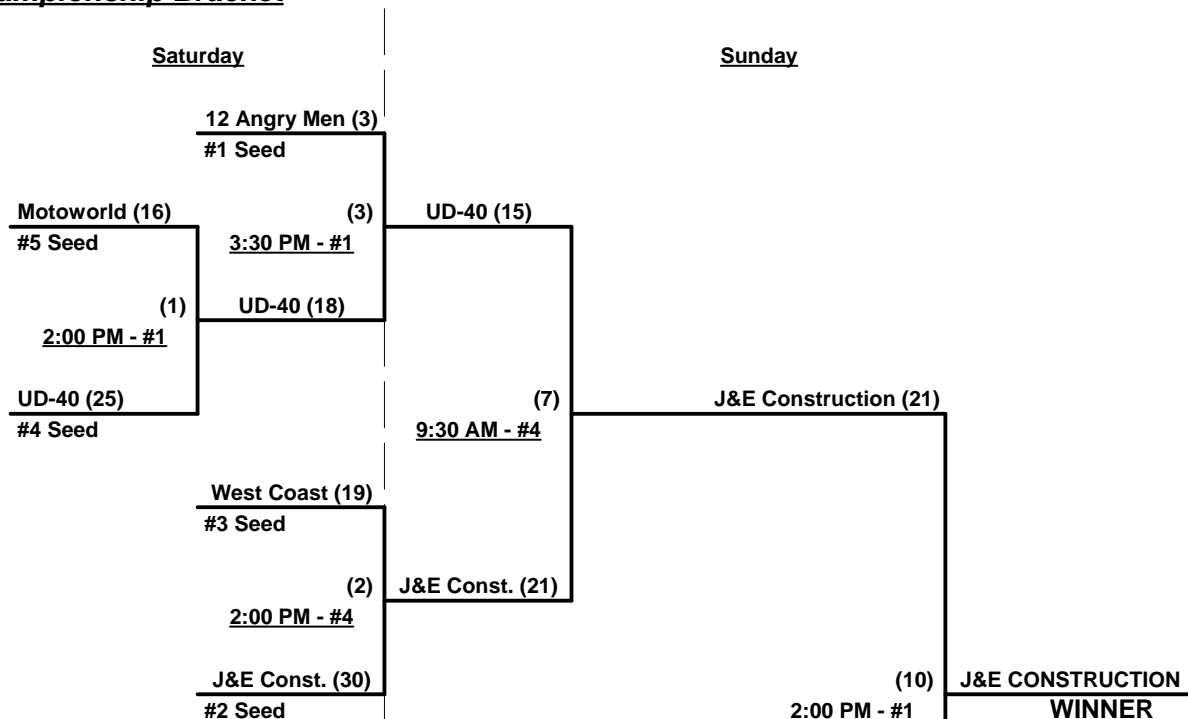 Saturday
Sunday
12 Angry Men (3)
#1 Seed
Motoworld (16)
(3)
UD-40 (15)
#5 Seed
3:30 PM - #1
(1)
UD-40 (18)
2:00 PM - #1
UD-40 (25)
(7)
J&E Construction (21)
#4 Seed
9:30 AM - #4
West Coast (19)
#3 Seed
(2)
J&E Const. (21)
2:00 PM - #4
J&E Const. (30)
(10)
J&E CONSTRUCTION
#2 Seed
2:00 PM - #1
WINNER